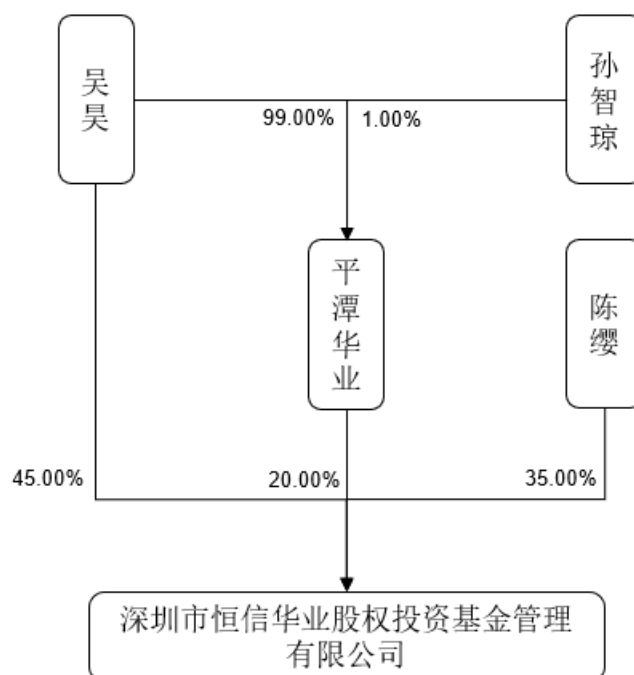 吴昊
孙智琼
99.00%
1.00%
平潭华业
陈缨
45.00%
20.00%
35.00%
深圳市恒信华业股权投资基金管理
有限公司